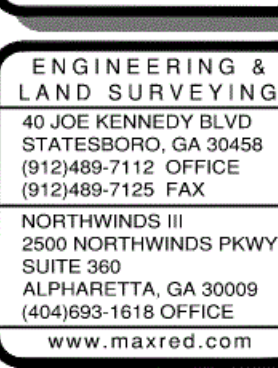 ENGINEERING &
LAND SURVEYING
40 JOE KENNEDY BLVD
STATESBORO, GA 30458
(912)489-7112 OFFICE
(912)489-7125 FAX
NORTHWINDS III
2500 NORTHWINDS PKWY
SUITE 360
ALPHARETTA, GA 30009
(404)693-1618 OFFICE
www.maxred.com